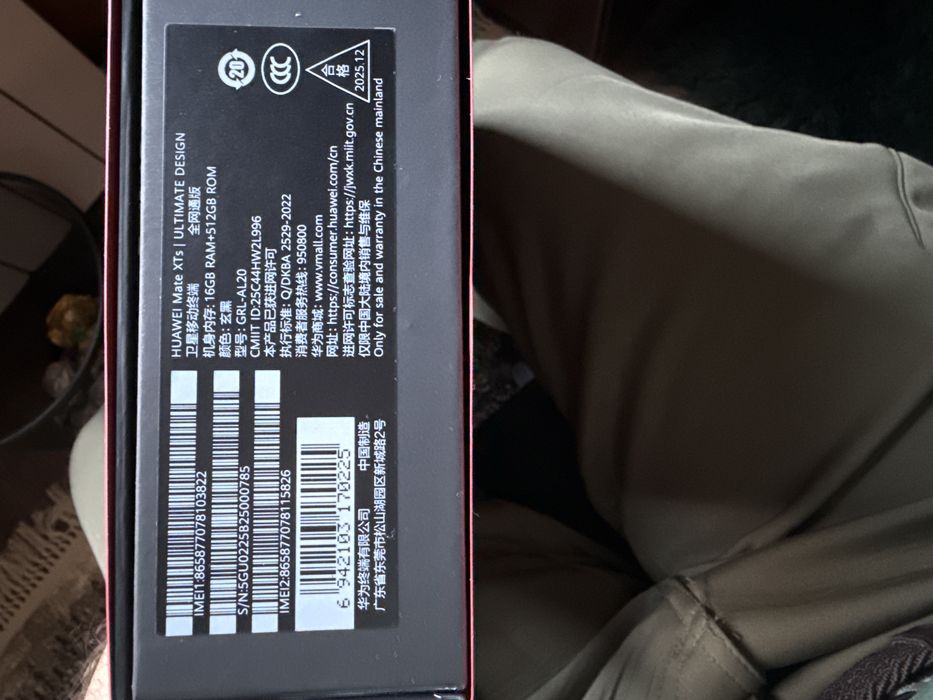 HUAWEI Mate XTs | ULTIMATE DESIGN
卫星移动终端 全网通版
机身内存: 16GB RAM+512GB ROM
颜色: 玄黑
型号: GRL-AL20
CMIIT ID:25C44HW2L996
本产品已获进网许可
执行标准: Q/DKBA 2529-2022
消费者服务热线: 950800
华为商城: www.vmall.com
网址: https://consumer.huawei.com/cn
进网许可标志查验网址: https://jwxk.miit.gov.cn
仅限中国大陆境内销售与维保
Only for sale and warranty in the Chinese mainland
20
CCC
合格
2025.12
IMEI1:865877078103822
S/N:5GU0225B25000785
IMEI2:865877078115826
6 942103 170225
华为终端有限公司 中国制造
广东省东莞市松山湖园区新城路2号